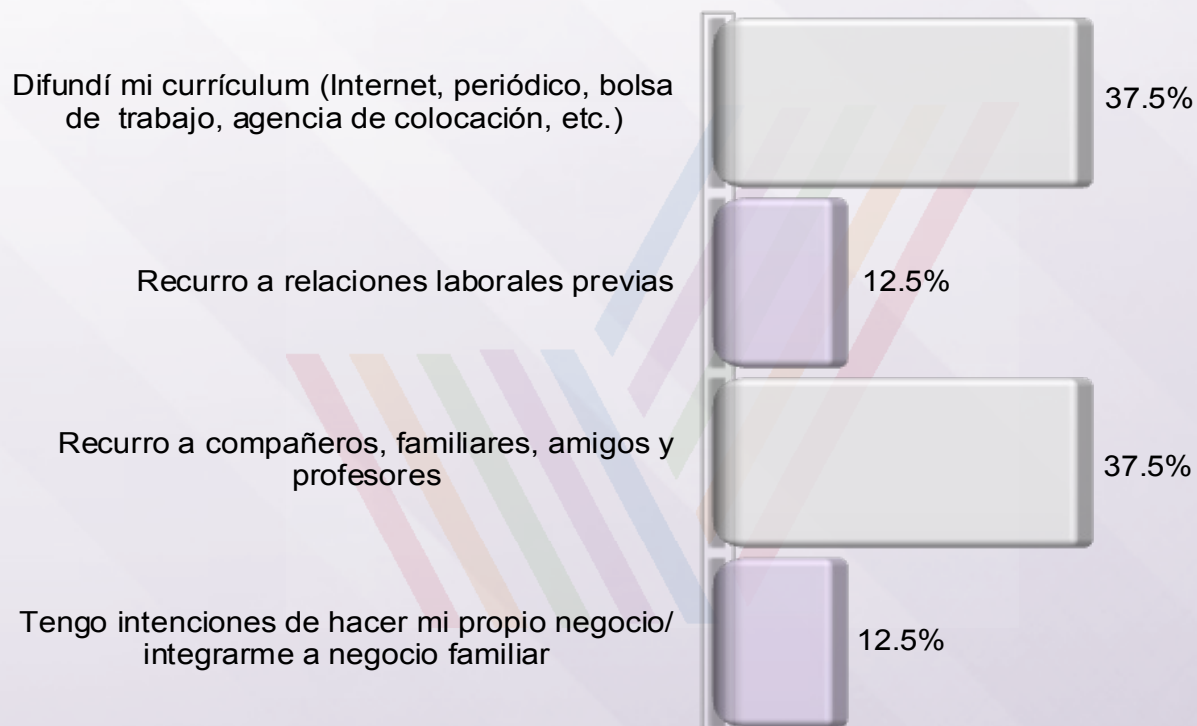 Difundí mi currículum (Internet, periódico, bolsa
de trabajo, agencia de colocación, etc.)
37.5%
Recurro a relaciones laborales previas
12.5%
Recurro a compañeros, familiares, amigos y
profesores
37.5%
Tengo intenciones de hacer mi propio negocio/
integrarme a negocio familiar
12.5%